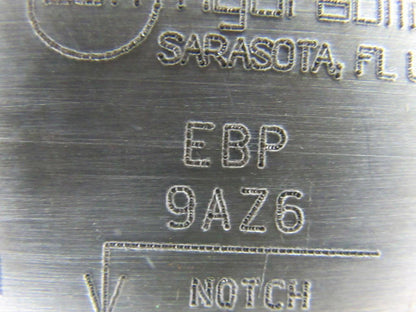 SARASOTA, FL
EBP
9AZ6
NOTCH